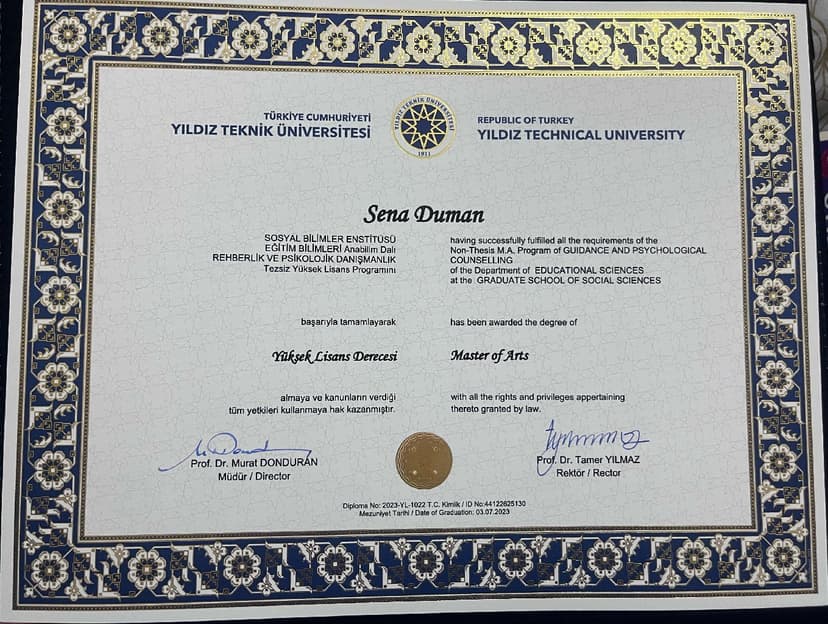 TÜRKİYE CUMHURİYETİ
YILDIZ TEKNİK ÜNİVERSİTESİ
YILDIZ TEKNİK ÜNİVERSİTESİ
1911
REPUBLIC OF TURKEY
YILDIZ TECHNICAL UNIVERSITY
Sena Duman
SOSYAL BİLİMLER ENSTİTÜSÜ
EĞİTİM BİLİMLERİ Anabilim Dalı
REHBERLİK VE PSİKOLOJİK DANIŞMANLIK
Tezsiz Yüksek Lisans Programını
having successfully fulfilled all the requirements of the
Non-Thesis M.A. Program of GUIDANCE AND PSYCHOLOGICAL
COUNSELLING
of the Department of EDUCATIONAL SCIENCES
at the GRADUATE SCHOOL OF SOCIAL SCIENCES
başarıyla tamamlayarak
has been awarded the degree of
Yüksek Lisans Derecesi
Master of Arts
almaya ve kanunların verdiği
tüm yetkileri kullanmaya hak kazanmıştır.
with all the rights and privileges appertaining
thereto granted by law.
Prof. Dr. Murat DONDURAN
Müdür / Director
Prof. Dr. Tamer YILMAZ
Rektör / Rector
Diploma No: 2023-YL-1022 T.C. Kimlik / ID No:44122625130
Mezuniyet Tarihi / Date of Graduation: 03.07.2023